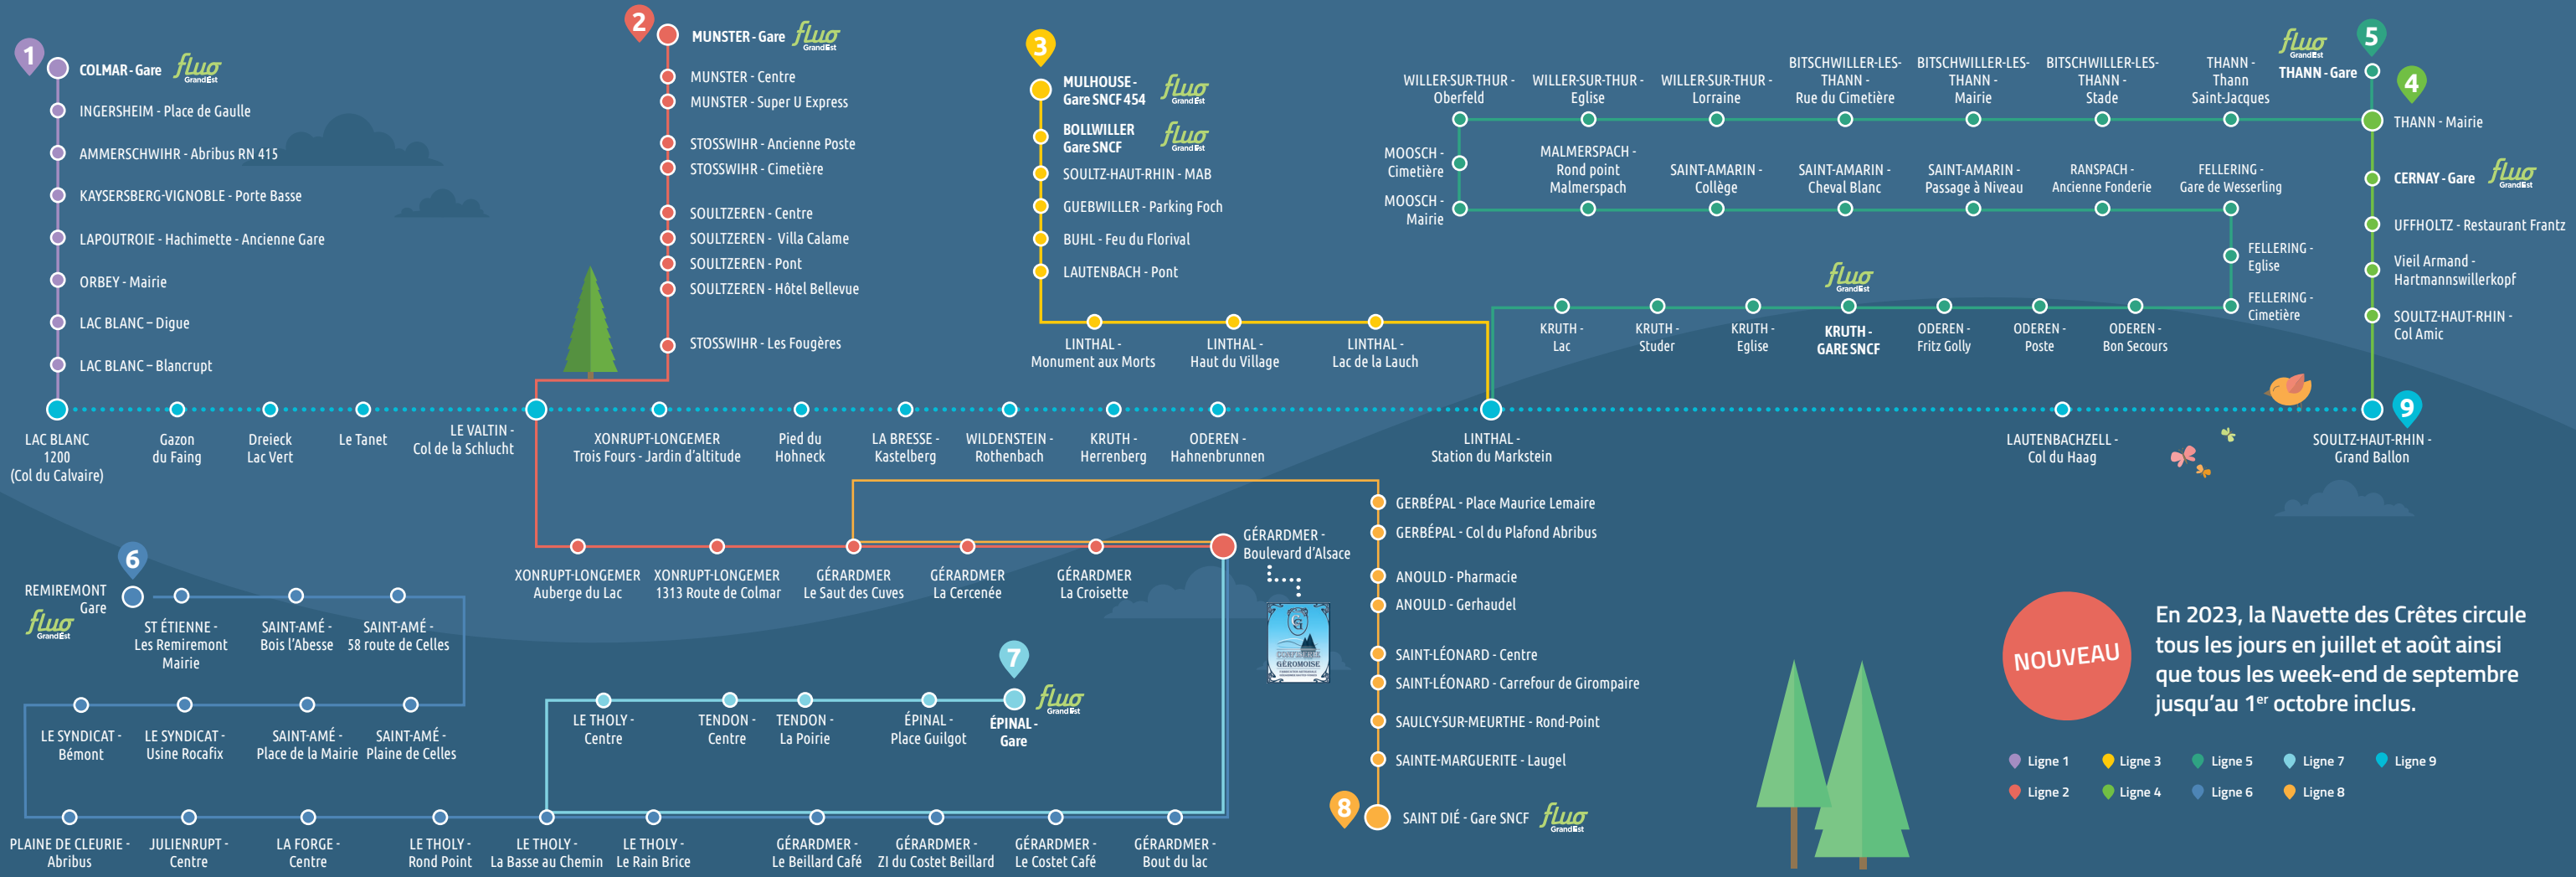 1
COLMAR - Gare
fluo
GrandEst
INGERSHEIM - Place de Gaulle
AMMERSCHWIHR - Abribus RN 415
KAYSERSBERG-VIGNOBLE - Porte Basse
LAPOUTROIE - Hachimette - Ancienne Gare
ORBEY - Mairie
LAC BLANC – Digue
LAC BLANC – Blancrupt
2
MUNSTER - Gare
fluo
GrandEst
MUNSTER - Centre
MUNSTER - Super U Express
STOSSWIHR - Ancienne Poste
STOSSWIHR - Cimetière
SOULTZEREN - Centre
SOULTZEREN - Villa Calame
SOULTZEREN - Pont
SOULTZEREN - Hôtel Bellevue
STOSSWIHR - Les Fougères
3
MULHOUSE -
Gare SNCF 454
fluo
GrandEst
BOLLWILLER
Gare SNCF
fluo
GrandEst
SOULTZ-HAUT-RHIN - MAB
GUEBWILLER - Parking Foch
BUHL - Feu du Florival
LAUTENBACH - Pont
LINTHAL -
Monument aux Morts
LINTHAL -
Haut du Village
LINTHAL -
Lac de la Lauch
5
fluo
GrandEst
THANN - Gare
4
THANN - Mairie
WILLER-SUR-THUR -
Oberfeld
WILLER-SUR-THUR -
Eglise
WILLER-SUR-THUR -
Lorraine
BITSCHWILLER-LES-
THANN -
Rue du Cimetière
BITSCHWILLER-LES-
THANN -
Mairie
BITSCHWILLER-LES-
THANN -
Stade
THANN -
Thann
Saint-Jacques
MOOSCH -
Cimetière
MOOSCH -
Mairie
MALMERSPACH -
Rond point
Malmerspach
SAINT-AMARIN -
Collège
SAINT-AMARIN -
Cheval Blanc
SAINT-AMARIN -
Passage à Niveau
RANSPACH -
Ancienne Fonderie
FELLERING -
Gare de Wesserling
FELLERING -
Eglise
FELLERING -
Cimetière
KRUTH -
Lac
KRUTH -
Studer
KRUTH -
Eglise
fluo
GrandEst
KRUTH -
GARE SNCF
ODEREN -
Fritz Golly
ODEREN -
Poste
ODEREN -
Bon Secours
CERNAY - Gare
fluo
GrandEst
UFFHOLTZ - Restaurant Frantz
Vieil Armand -
Hartmannswillerkopf
SOULTZ-HAUT-RHIN -
Col Amic
9
LAC BLANC
1200
(Col du Calvaire)
Gazon
du Faing
Dreieck
Lac Vert
Le Tanet
LE VALTIN -
Col de la Schlucht
XONRUPT-LONGEMER
Trois Fours - Jardin d'altitude
Pied du
Hohneck
LA BRESSE -
Kastelberg
WILDENSTEIN -
Rothenbach
KRUTH -
Herrenberg
ODEREN -
Hahnenbrunnen
LINTHAL -
Station du Markstein
LAUTENBACHZELL -
Col du Haag
SOULTZ-HAUT-RHIN -
Grand Ballon
XONRUPT-LONGEMER
Auberge du Lac
XONRUPT-LONGEMER
1313 Route de Colmar
GÉRARDMER
Le Saut des Cuves
GÉRARDMER
La Cercenée
GÉRARDMER
La Croisette
GÉRARDMER -
Boulevard d'Alsace
CONFISERIE
GÉROMOISE
GERBÉPAL - Place Maurice Lemaire
GERBÉPAL - Col du Plafond Abribus
ANOULD - Pharmacie
ANOULD - Gerhaudel
SAINT-LÉONARD - Centre
SAINT-LÉONARD - Carrefour de Girompaire
SAULCY-SUR-MEURTHE - Rond-Point
SAINTE-MARGUERITE - Laugel
8
SAINT DIÉ - Gare SNCF
fluo
GrandEst
6
REMIREMONT
Gare
fluo
GrandEst
ST ÉTIENNE -
Les Remiremont
Mairie
SAINT-AMÉ -
Bois l'Abesse
SAINT-AMÉ -
58 route de Celles
LE SYNDICAT -
Bémont
LE SYNDICAT -
Usine Rocafix
SAINT-AMÉ -
Place de la Mairie
SAINT-AMÉ -
Plaine de Celles
7
LE THOLY -
Centre
TENDON -
Centre
TENDON -
La Poirie
ÉPINAL -
Place Guilgot
ÉPINAL -
Gare
fluo
GrandEst
PLAINE DE CLEURIE -
Abribus
JULIENRUPT -
Centre
LA FORGE -
Centre
LE THOLY -
Rond Point
LE THOLY -
La Basse au Chemin
LE THOLY -
Le Rain Brice
GÉRARDMER -
Le Beillard Café
GÉRARDMER -
ZI du Costet Beillard
GÉRARDMER -
Le Costet Café
GÉRARDMER -
Bout du lac
NOUVEAU
En 2023, la Navette des Crêtes circule
tous les jours en juillet et août ainsi
que tous les week-end de septembre
jusqu'au 1er octobre inclus.
Ligne 1
Ligne 3
Ligne 5
Ligne 7
Ligne 9
Ligne 2
Ligne 4
Ligne 6
Ligne 8